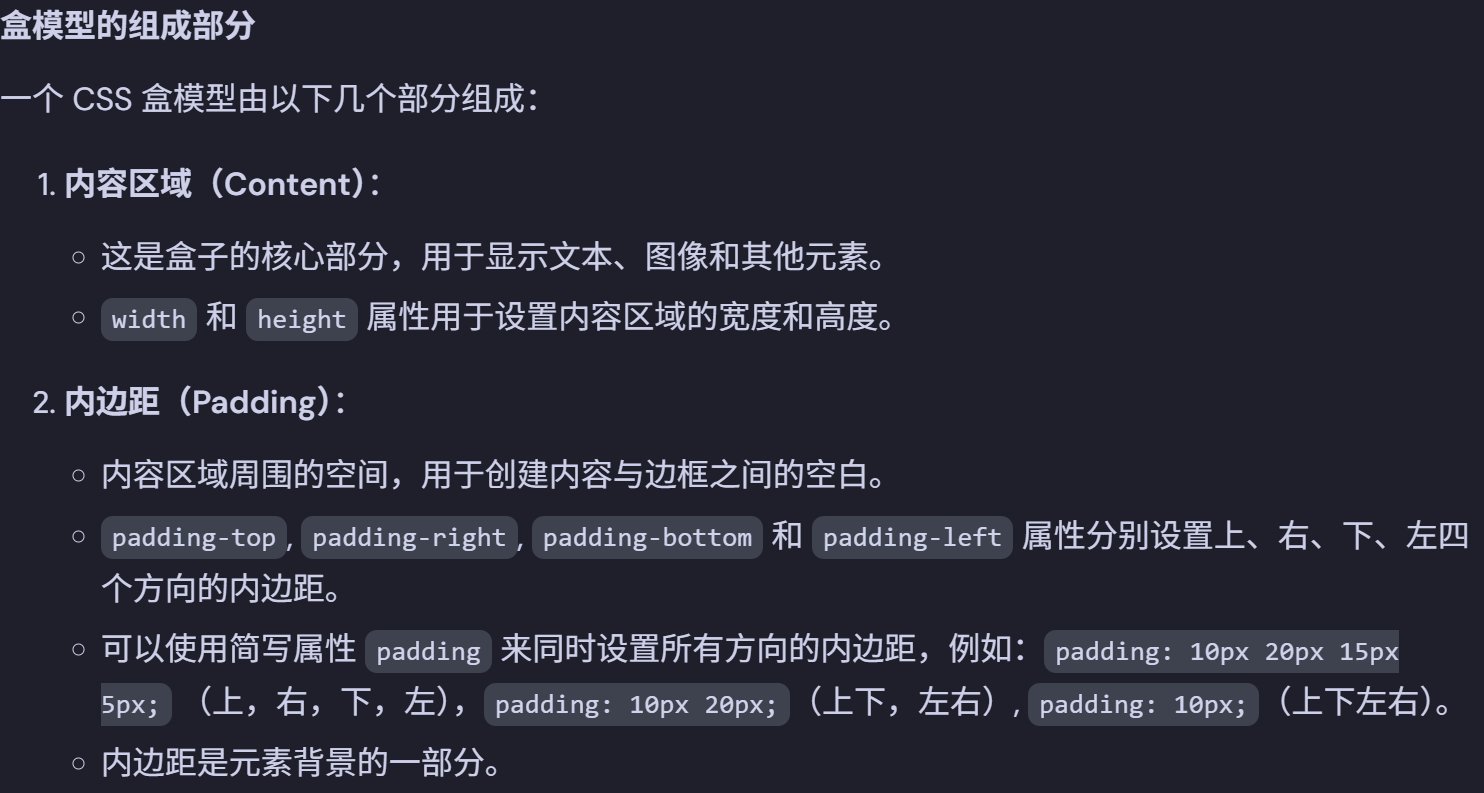 盒模型的组成部分
一个 CSS 盒模型由以下几个部分组成：
1. 内容区域（Content）：
○ 这是盒子的核心部分，用于显示文本、图像和其他元素。
○ width 和 height 属性用于设置内容区域的宽度和高度。
2. 内边距（Padding）：
○ 内容区域周围的空间，用于创建内容与边框之间的空白。
○ padding-top, padding-right, padding-bottom 和 padding-left 属性分别设置上、右、下、左四
个方向的内边距。
○ 可以使用简写属性 padding 来同时设置所有方向的内边距，例如：padding: 10px 20px 15px
5px; （上，右，下，左），padding: 10px 20px;（上下，左右）, padding: 10px;（上下左右）。
○ 内边距是元素背景的一部分。